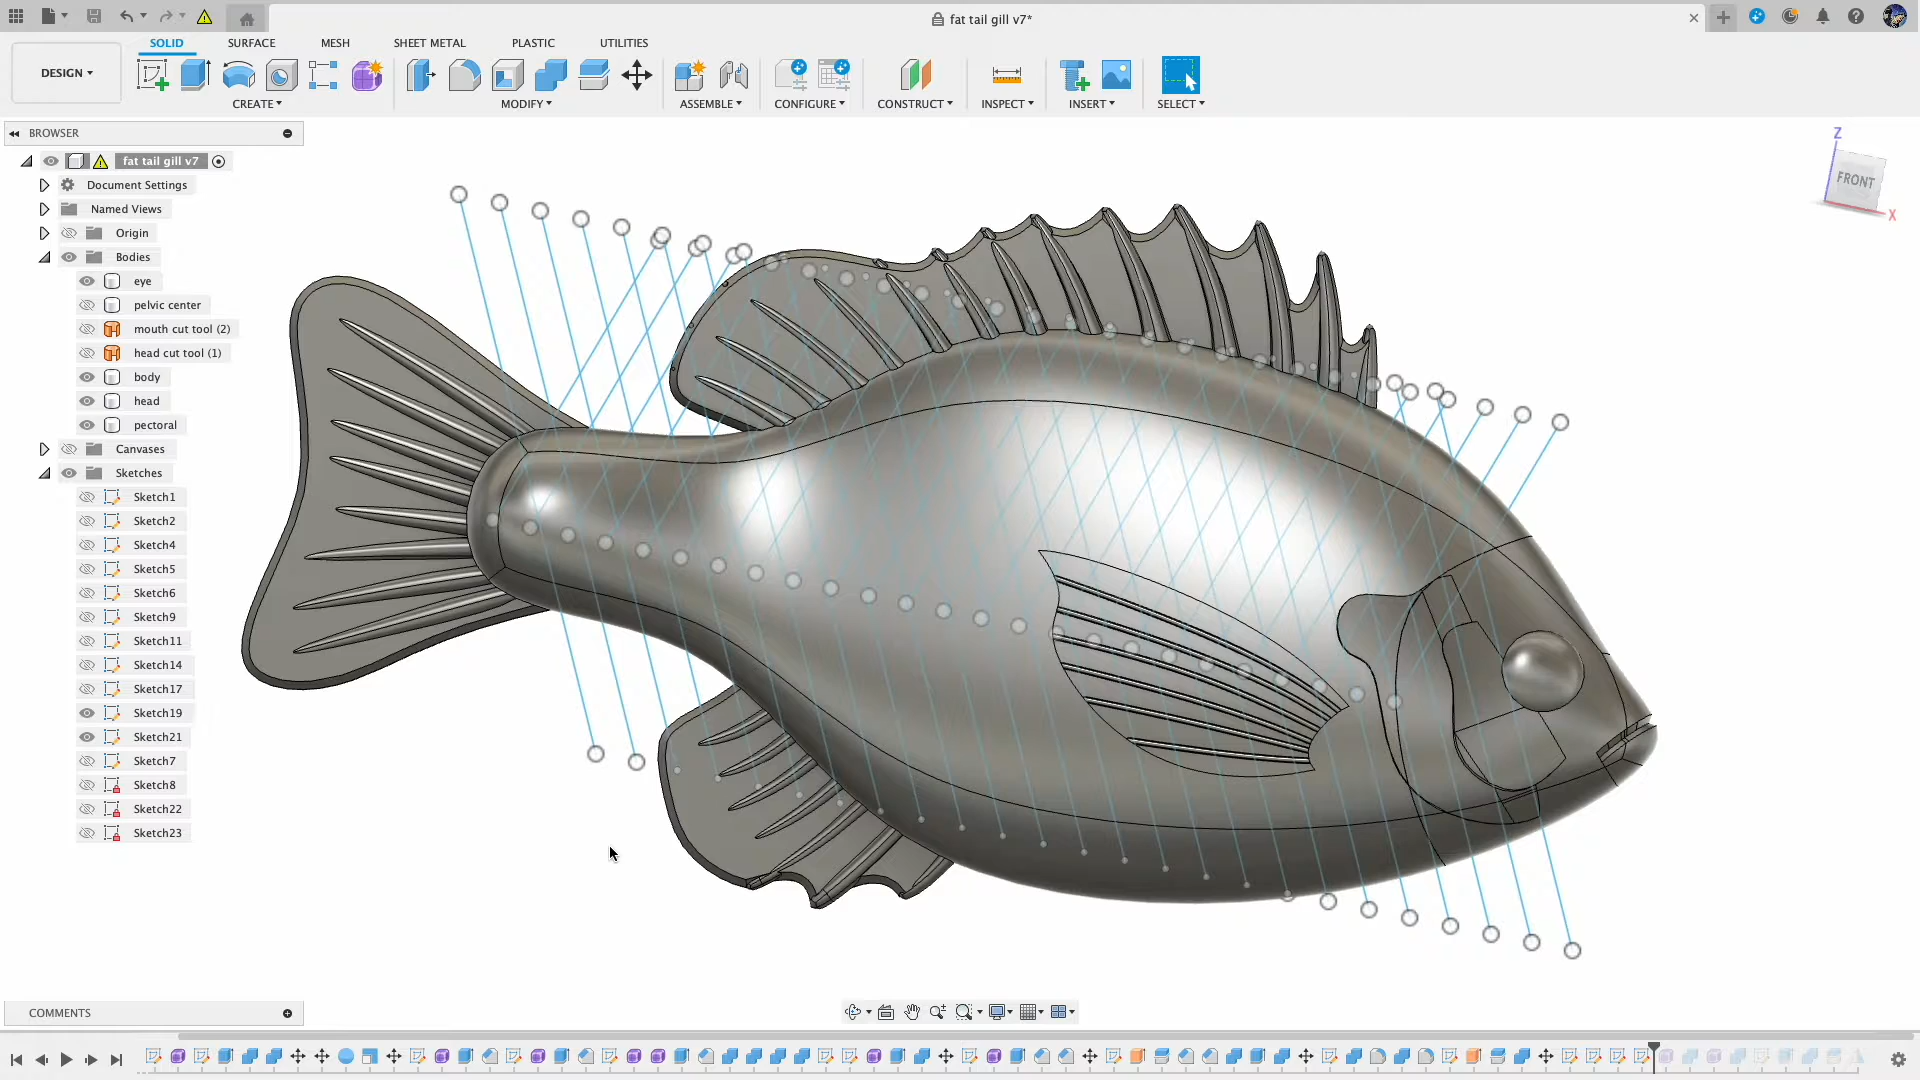 fat tail gill v7*
SOLID
SURFACE
MESH
SHEET METAL
PLASTIC
UTILITIES
DESIGN
CREATE
MODIFY
ASSEMBLE
CONFIGURE
CONSTRUCT
INSPECT
INSERT
SELECT
BROWSER
fat tail gill v7
Document Settings
Named Views
Origin
Bodies
eye
pelvic center
mouth cut tool (2)
head cut tool (1)
body
head
pectoral
Canvases
Sketches
Sketch1
Sketch2
Sketch4
Sketch5
Sketch6
Sketch9
Sketch11
Sketch14
Sketch17
Sketch19
Sketch21
Sketch7
Sketch8
Sketch22
Sketch23
Z
FRONT
X
COMMENTS